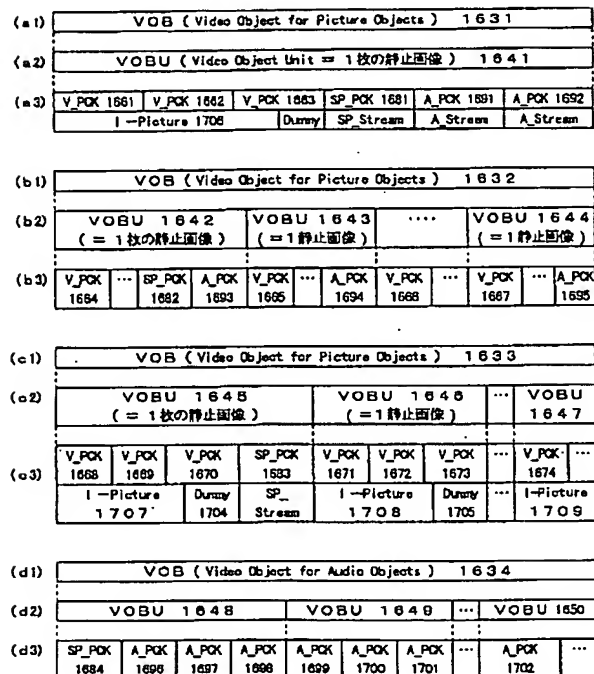 (a1) VOB ( Video Object for Picture Objects ) 1631
(a2) VOBU ( Video Object Unit = 1枚の静止画像 ) 1641
(a3) V_PCK 1661 V_PCK 1662 V_PCK 1663 SP_PCK 1681 A_PCK 1691 A_PCK 1692
I-Picture 1706 Dummy SP_Stream A_Stream A_Stream
(b1) VOB ( Video Object for Picture Objects ) 1632
(b2) VOBU 1642 VOBU 1643 ···· VOBU 1644
( = 1枚の静止画像 ) ( =1静止画像 ) ( =1静止画像 )
(b3) V_PCK ··· SP_PCK A_PCK V_PCK ··· A_PCK V_PCK ··· V_PCK ··· A_PCK
1664 1682 1693 1665 1694 1666 1667 1695
(c1) VOB ( Video Object for Picture Objects ) 1633
(c2) VOBU 1645 VOBU 1646 ··· VOBU
( = 1枚の静止画像 ) ( =1静止画像 ) 1647
(c3) V_PCK V_PCK V_PCK SP_PCK V_PCK V_PCK V_PCK ··· V_PCK ···
1668 1669 1670 1683 1671 1672 1673 1674
I-Picture Dummy SP_ I-Picture Dummy ··· I-Picture
1707 1704 Stream 1708 1705 1709
(d1) VOB ( Video Object for Audio Objects ) 1634
(d2) VOBU 1648 VOBU 1649 ··· VOBU 1650
(d3) SP_PCK A_PCK A_PCK A_PCK A_PCK A_PCK A_PCK ··· A_PCK ···
1684 1696 1697 1698 1699 1700 1701 1702